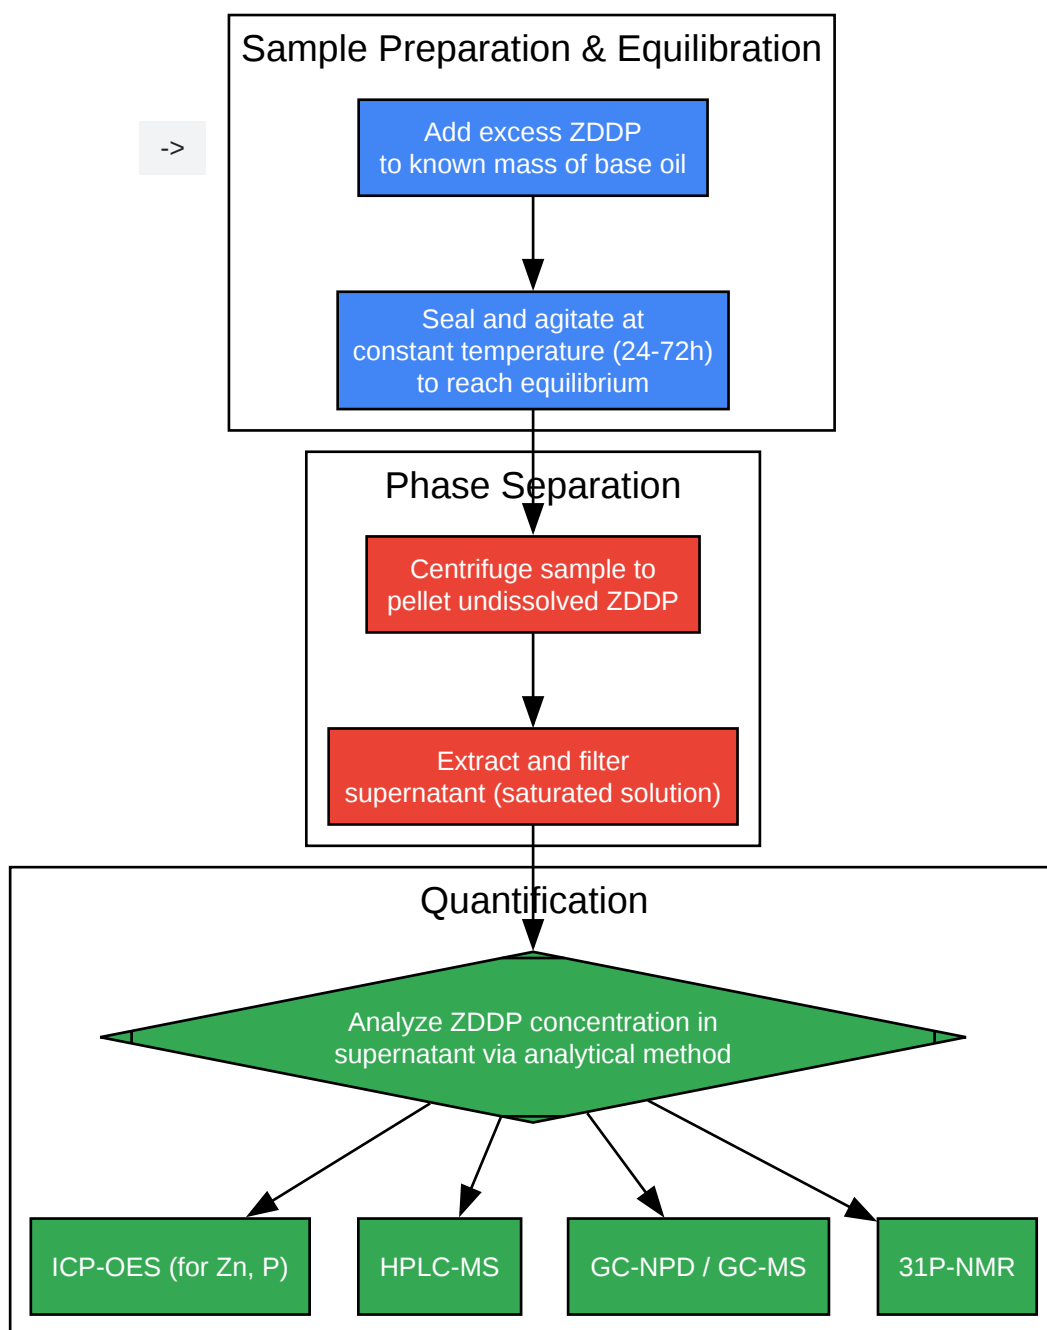 Sample Preparation & Equilibration
->
Add excess ZDDP
to known mass of base oil
Seal and agitate at
constant temperature (24-72h)
to reach equilibrium
Phase Separation
Centrifuge sample to
pellet undissolved ZDDP
Extract and filter
supernatant (saturated solution)
Quantification
Analyze ZDDP concentration in
supernatant via analytical method
ICP-OES (for Zn, P)
HPLC-MS
GC-NPD / GC-MS
31P-NMR